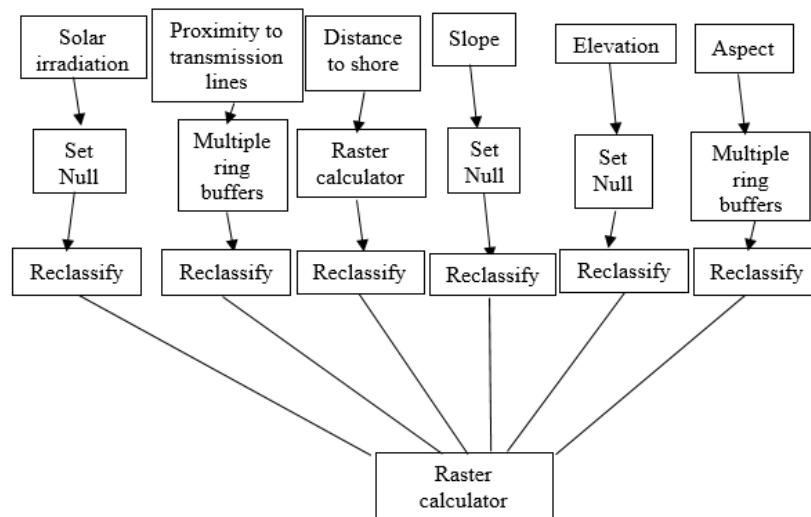 Solar
irradiation
Proximity to
transmission
lines
Distance
to shore
Slope
Elevation
Aspect
Set
Null
Multiple
ring
buffers
Raster
calculator
Set
Null
Set
Null
Multiple
ring
buffers
Reclassify
Reclassify
Reclassify
Reclassify
Reclassify
Reclassify
Raster
calculator